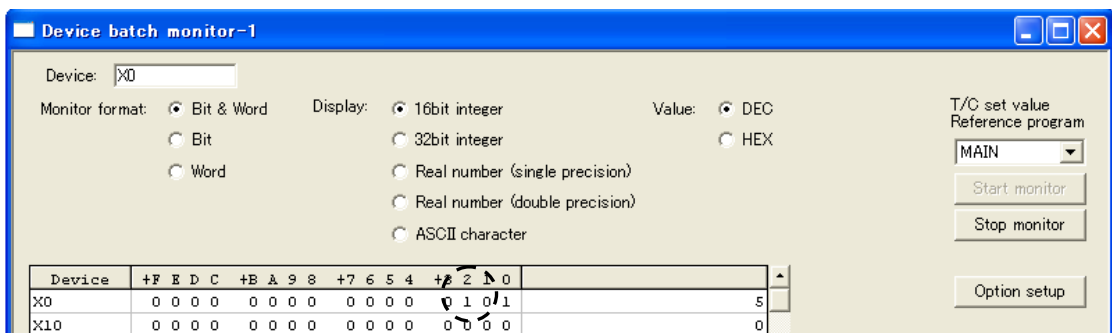 Device batch monitor-1
Device: X0
Monitor format: Bit & Word Display: 16bit integer Value: DEC T/C set value
Bit 32bit integer HEX Reference program
Word Real number (single precision) MAIN
Real number (double precision) Start monitor
ASCII character Stop monitor
Device +F E D C +B A 9 8 +7 6 5 4 +3 2 1 0 Option setup
X0 0 0 0 0 0 0 0 0 0 0 0 0 0 1 0 1 5
X10 0 0 0 0 0 0 0 0 0 0 0 0 0 0 0 0 0